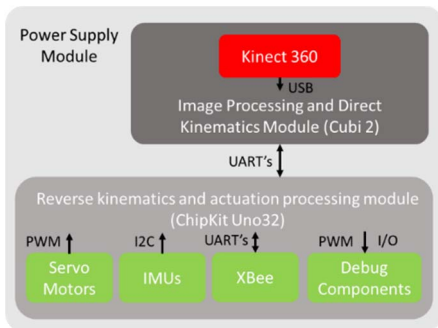 Power Supply
Module
Kinect 360
USB
Image Processing and Direct
Kinematics Module (Cubi 2)
UART's
Reverse kinematics and actuation processing module
(ChipKit Uno32)
PWM I2C UART's PWM I/O
Servo
Motors
IMUs
XBee
Debug
Components